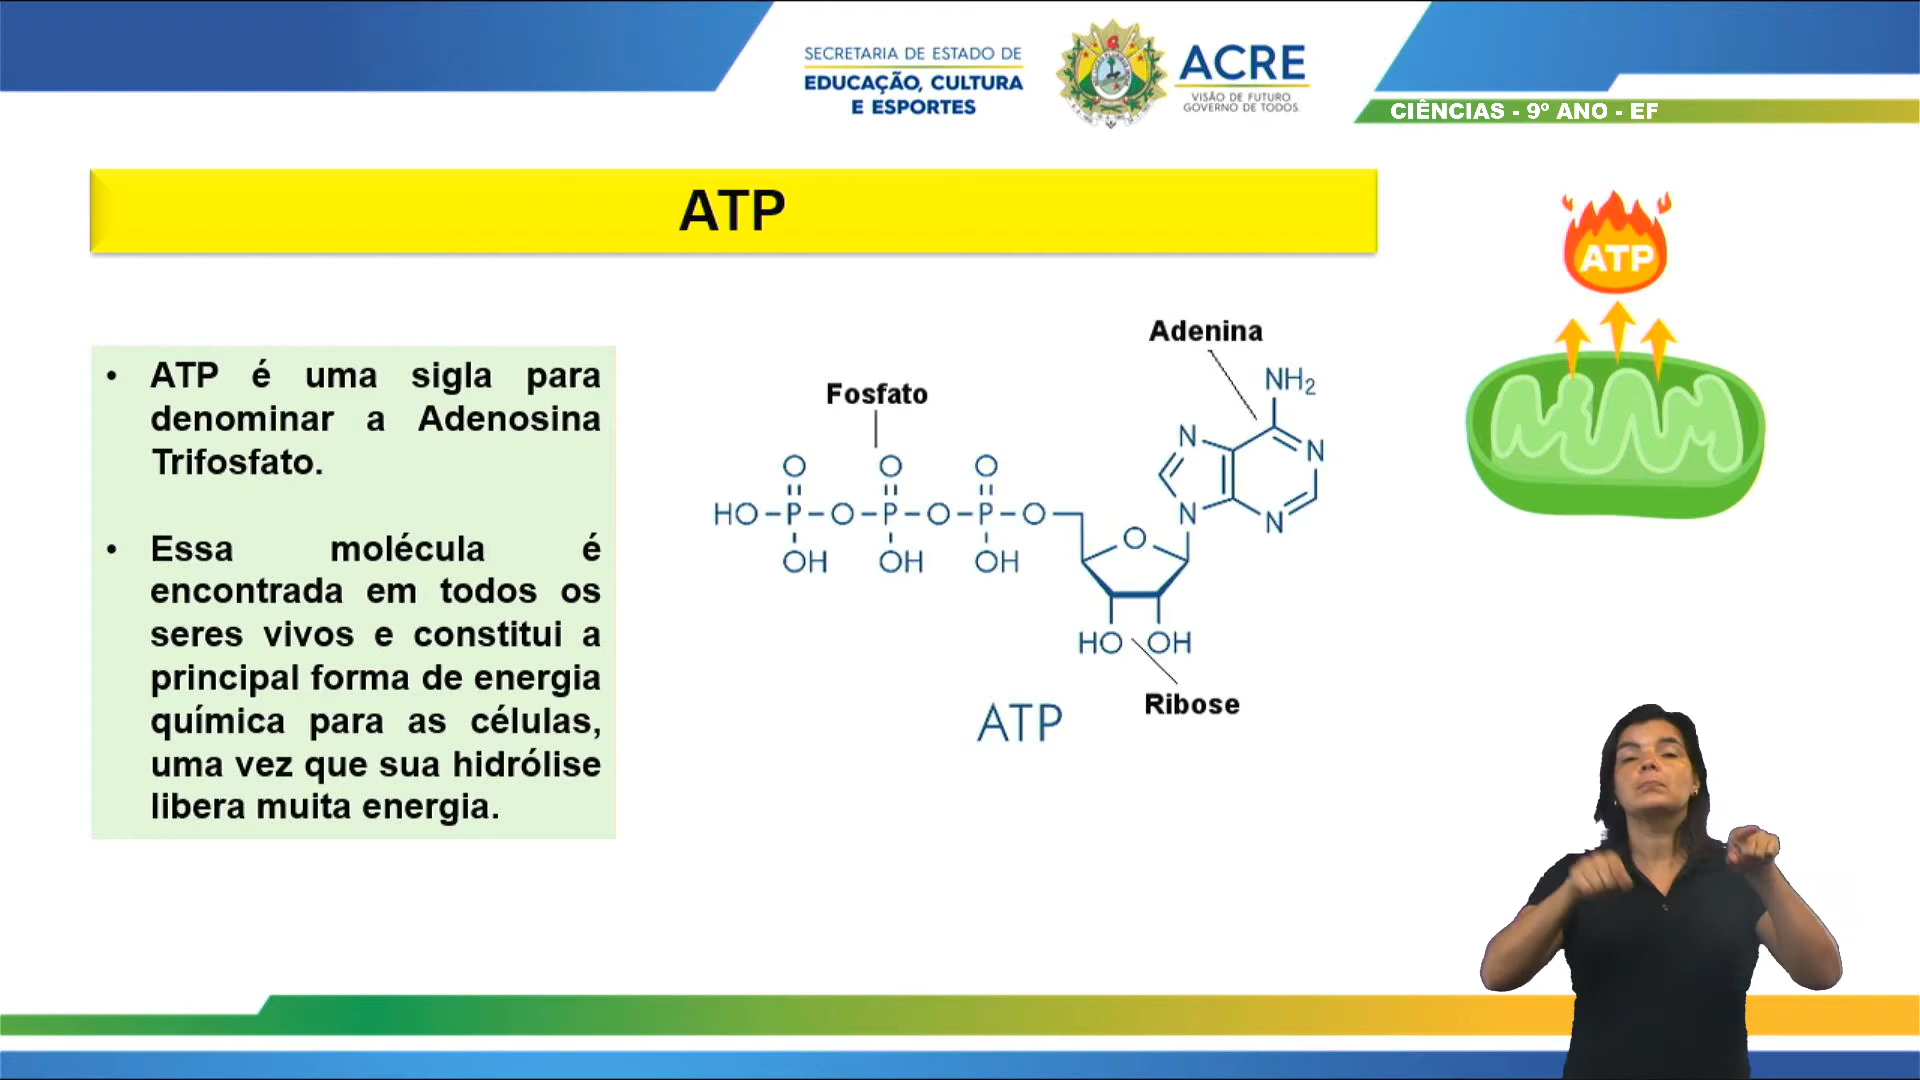 SECRETARIA DE ESTADO DE
EDUCAÇÃO, CULTURA
E ESPORTES
ACRE
VISÃO DE FUTURO
GOVERNO DE TODOS
CIÊNCIAS - 9º ANO - EF
ATP
ATP
• ATP é uma sigla para
denominar a Adenosina
Trifosfato.
• Essa molécula é
encontrada em todos os
seres vivos e constitui a
principal forma de energia
química para as células,
uma vez que sua hidrólise
libera muita energia.
Adenina
Fosfato
NH₂
N
N
O O O
HO–P–O–P–O–P–O
N
N
OH OH OH
O
HO OH
Ribose
ATP